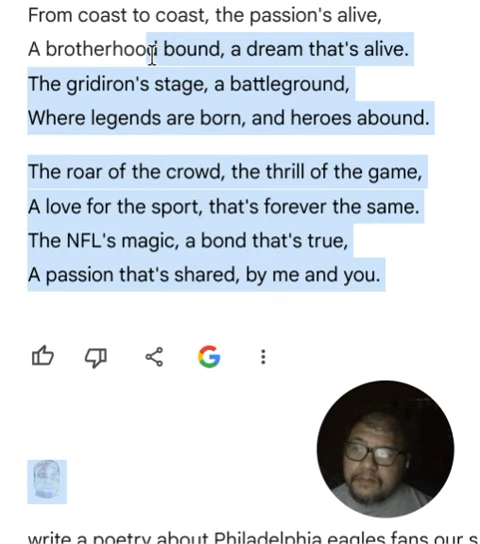 From coast to coast, the passion's alive,
A brotherhood bound, a dream that's alive.
The gridiron's stage, a battleground,
Where legends are born, and heroes abound.
The roar of the crowd, the thrill of the game,
A love for the sport, that's forever the same.
The NFL's magic, a bond that's true,
A passion that's shared, by me and you.
write a poetry about Philadelphia eagles fans our s